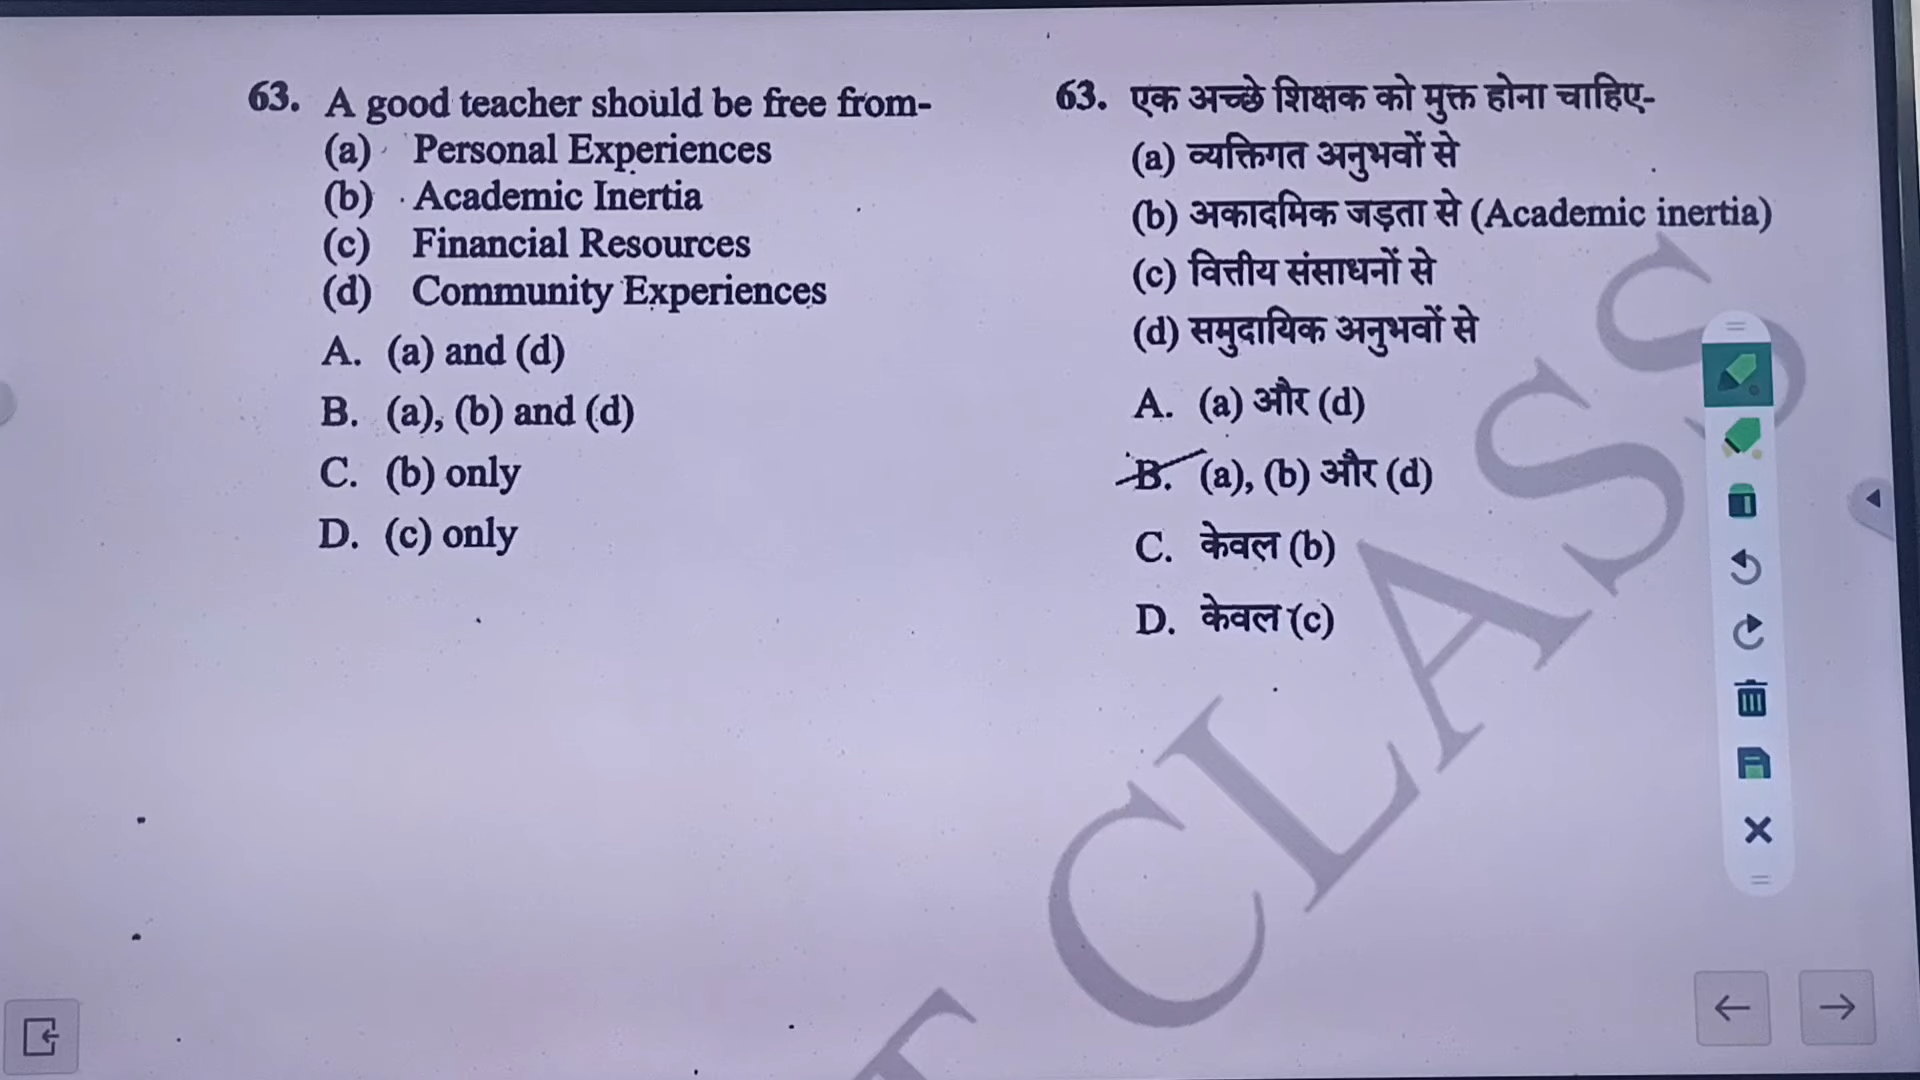 63. A good teacher should be free from-
(a) Personal Experiences
(b) Academic Inertia
(c) Financial Resources
(d) Community Experiences
A. (a) and (d)
B. (a), (b) and (d)
C. (b) only
D. (c) only
63. एक अच्छे शिक्षक को मुक्त होना चाहिए-
(a) व्यक्तिगत अनुभवों से
(b) अकादमिक जड़ता से (Academic inertia)
(c) वित्तीय संसाधनों से
(d) समुदायिक अनुभवों से
A. (a) और (d)
B. (a), (b) और (d)
C. केवल (b)
D. केवल (c)
T CLASS